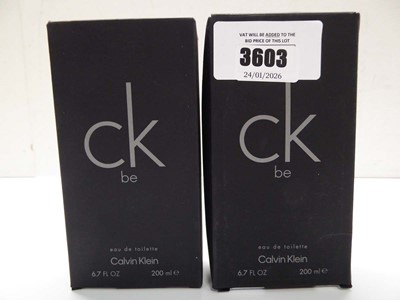 ck
be
eau de toilette
Calvin Klein
6.7 FL OZ 200 ml ℮
VAT WILL BE ADDED TO THE
BID PRICE OF THIS LOT
3603
24/01/2026
ck
be
eau de toilette
Calvin Klein
6.7 FL OZ 200 ml ℮